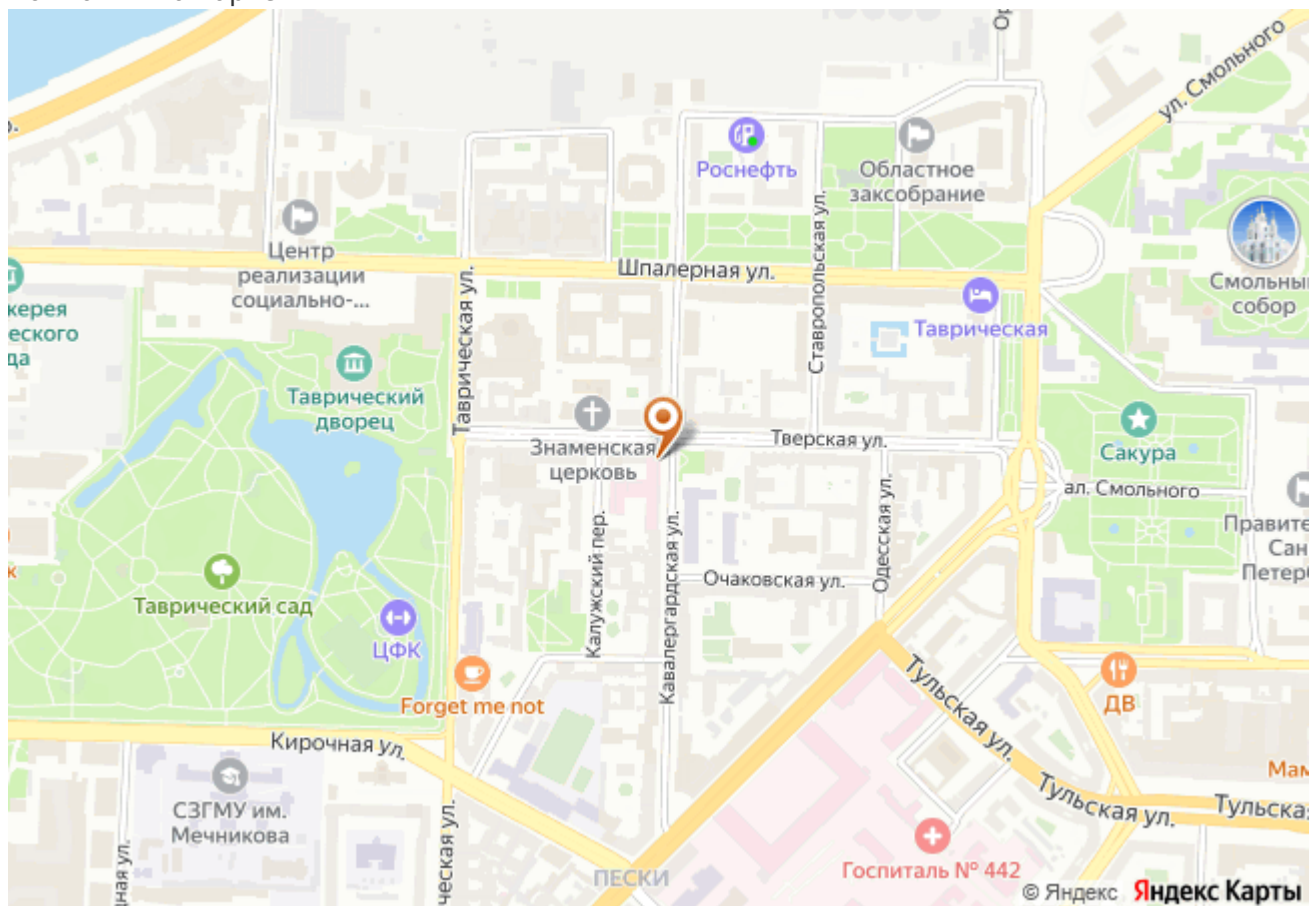 ул. Смольного
Роснефть
Областное
заксобрание
Ставропольская ул.
Центр
реализации
социально-...
Шпалерная ул.
Смольный
собор
Таврическая
Таврическая ул.
Таврический
дворец
Знаменская
церковь
Тверская ул.
Сакура
ал. Смольного
Калужский пер.
Кавалергардская ул.
Одесская ул.
Очаковская ул.
Таврический сад
ЦФК
Forget me not
Тульская ул.
ДВ
Кирочная ул.
СЗГМУ им.
Мечникова
Тульская ул.
Госпиталь № 442
ПЕСКИ
© Яндекс Яндекс Карты